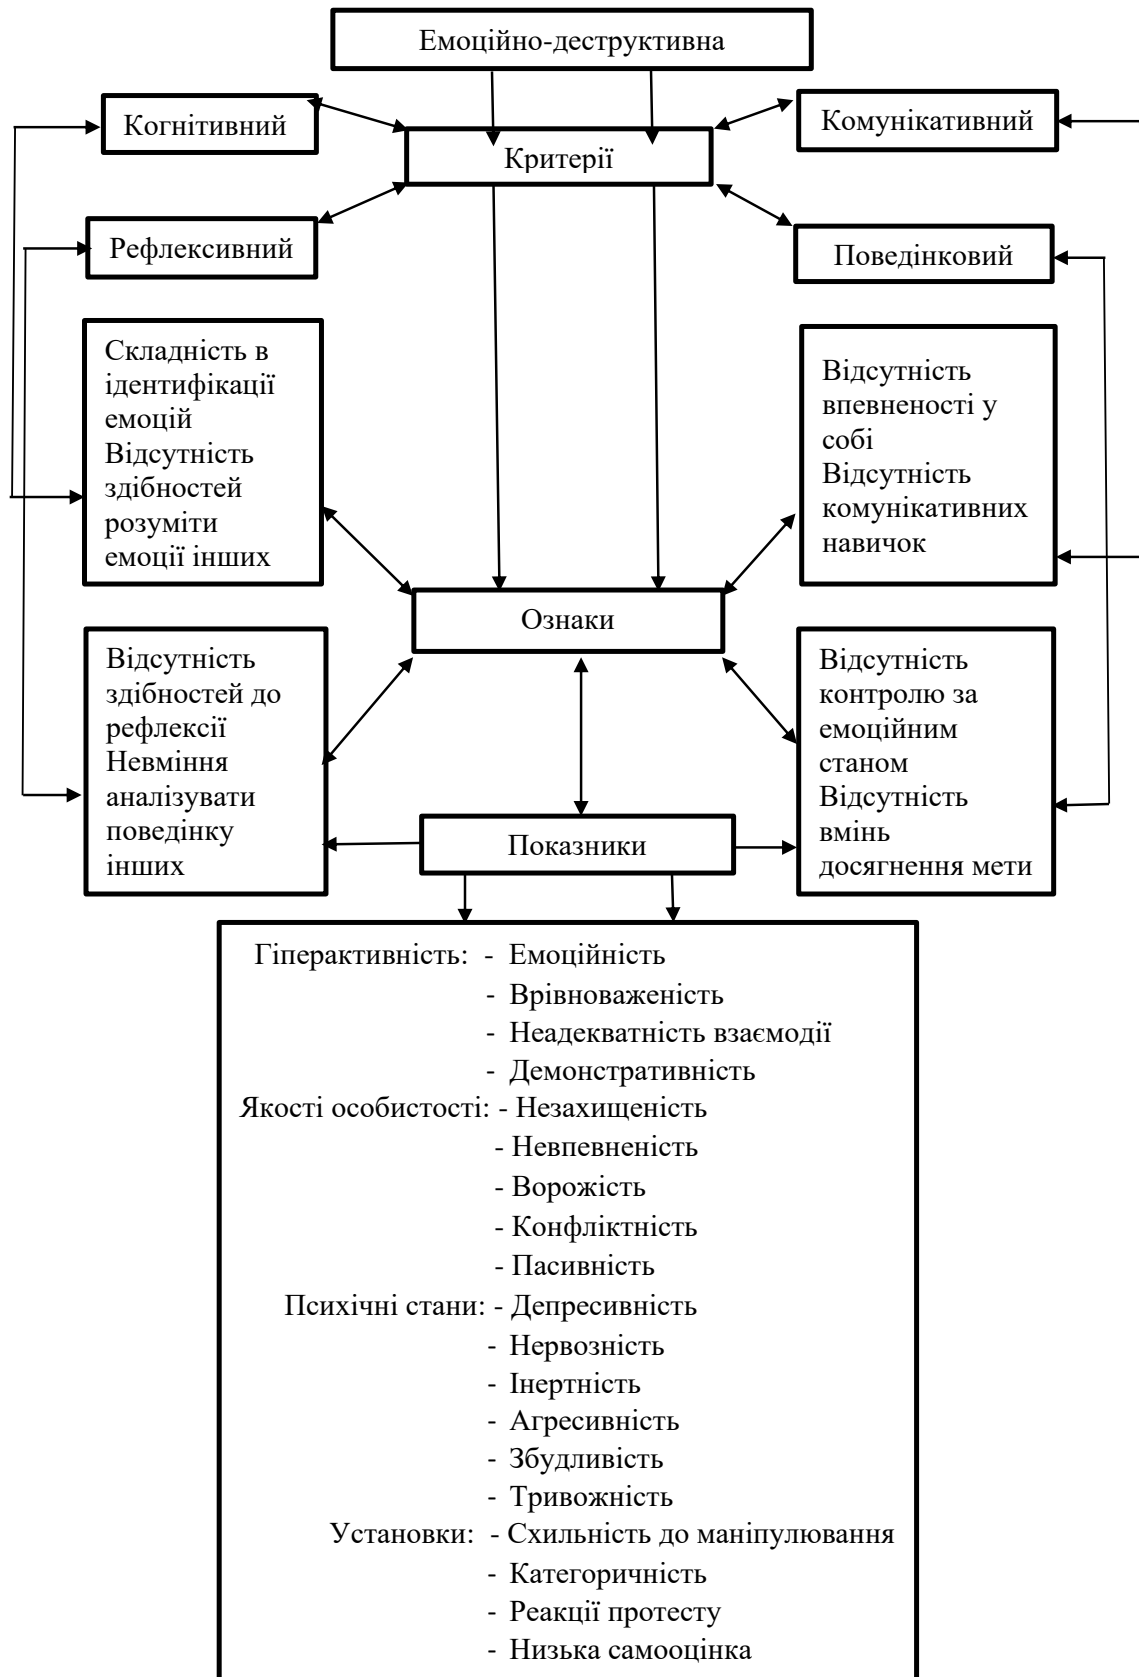 Емоційно-деструктивна
Когнітивний
Комунікативний
Критерії
Рефлексивний
Поведінковий
Складність в
ідентифікації
емоцій
Відсутність
здібностей
розуміти
емоції інших
Відсутність
впевненості у
собі
Відсутність
комунікативних
навичок
Ознаки
Відсутність
здібностей до
рефлексії
Невміння
аналізувати
поведінку
інших
Відсутність
контролю за
емоційним
станом
Відсутність
вмінь
досягнення мети
Показники
Гіперактивність: - Емоційність
- Врівноваженість
- Неадекватність взаємодії
- Демонстративність
Якості особистості: - Незахищеність
- Невпевненість
- Ворожість
- Конфліктність
- Пасивність
Психічні стани: - Депресивність
- Нервозність
- Інертність
- Агресивність
- Збудливість
- Тривожність
Установки: - Схильність до маніпулювання
- Категоричність
- Реакції протесту
- Низька самооцінка